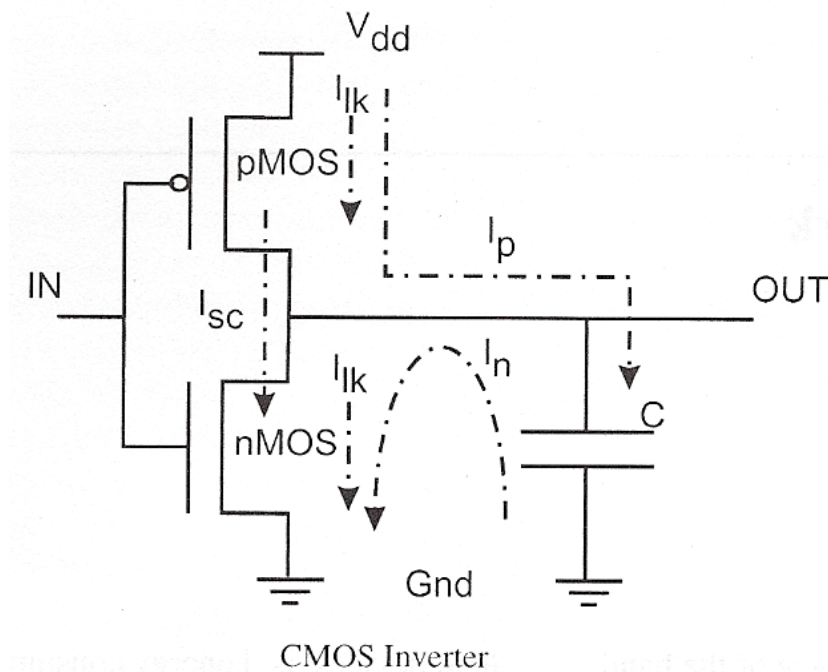 Vdd
Ilk
pMOS
Ip
IN
Isc
OUT
Ilk
In
C
nMOS
Gnd
CMOS Inverter